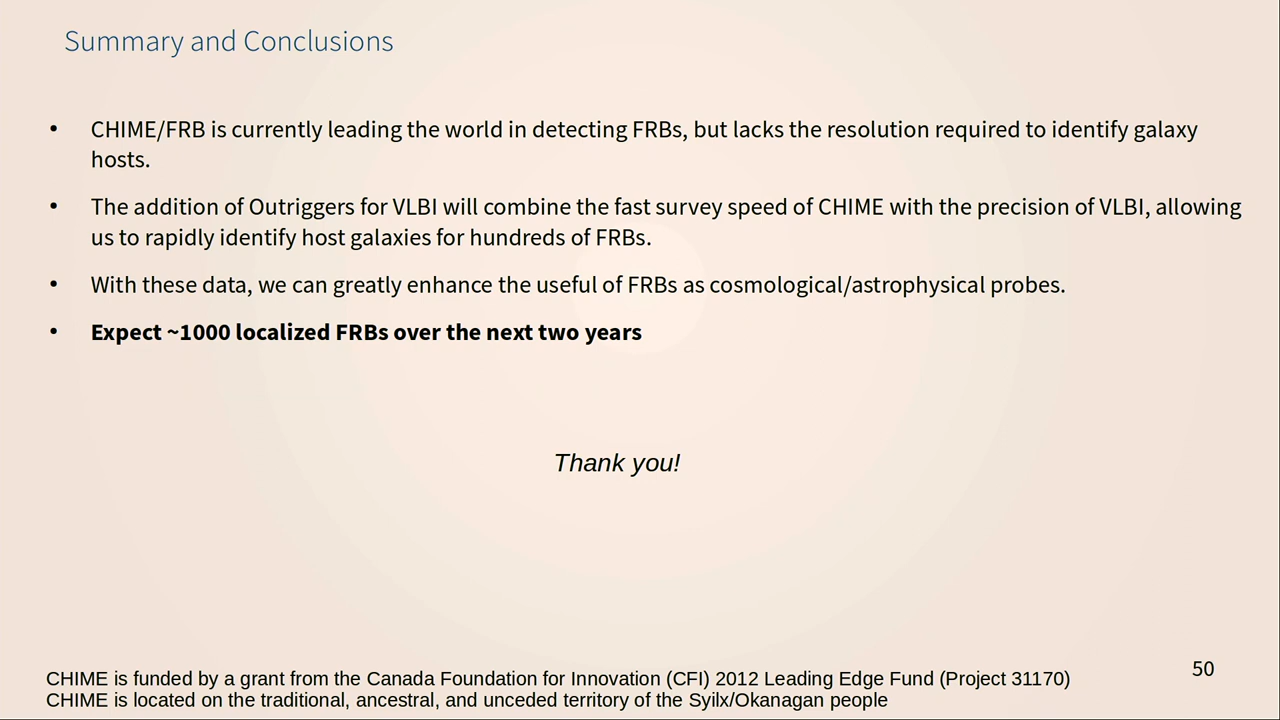 Summary and Conclusions
• CHIME/FRB is currently leading the world in detecting FRBs, but lacks the resolution required to identify galaxy
hosts.
• The addition of Outriggers for VLBI will combine the fast survey speed of CHIME with the precision of VLBI, allowing
us to rapidly identify host galaxies for hundreds of FRBs.
• With these data, we can greatly enhance the useful of FRBs as cosmological/astrophysical probes.
• Expect ~1000 localized FRBs over the next two years
Thank you!
CHIME is funded by a grant from the Canada Foundation for Innovation (CFI) 2012 Leading Edge Fund (Project 31170)
CHIME is located on the traditional, ancestral, and unceded territory of the Syilx/Okanagan people
50